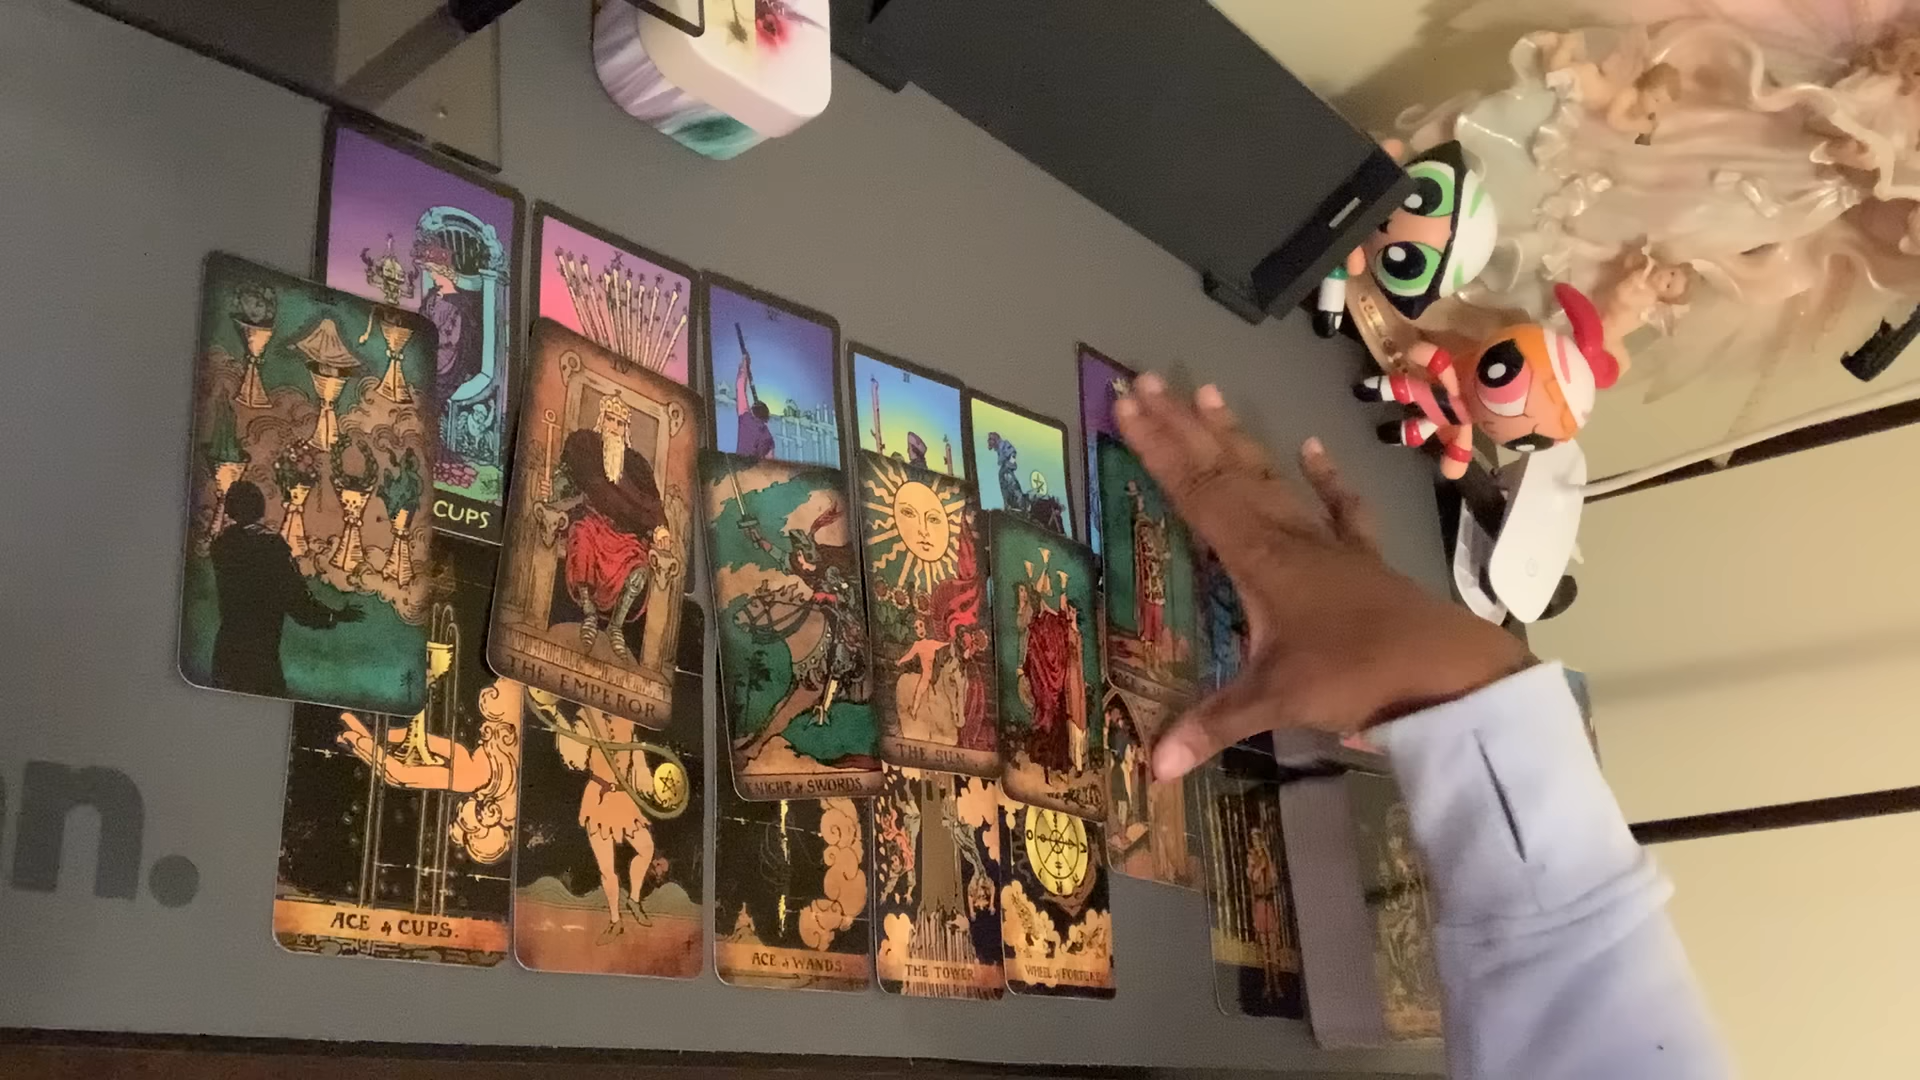 CUPS
X
IV
THE EMPEROR
KNIGHT of SWORDS.
THE SUN.
ACE of CUPS.
ACE of WANDS
THE TOWER
WHEEL of FORTUNE
n.